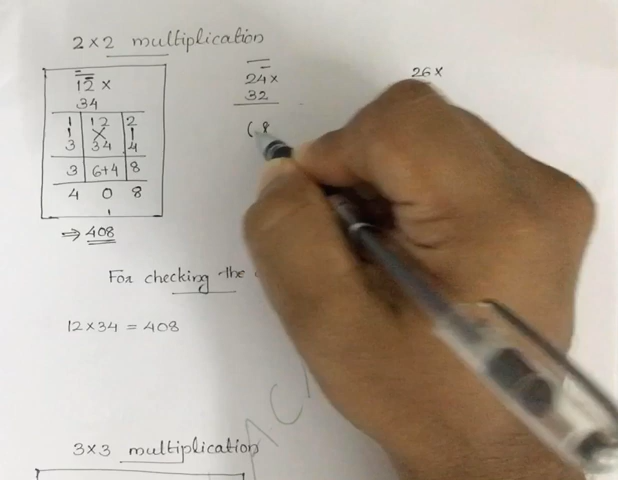 2×2 multiplication
12 ×
34
1 12 2
3 34 4
3 6+4 8
4 0 8
1
⇒ 408
24×
32
8
26×
For checking the
12×34 = 408
3×3 multiplication